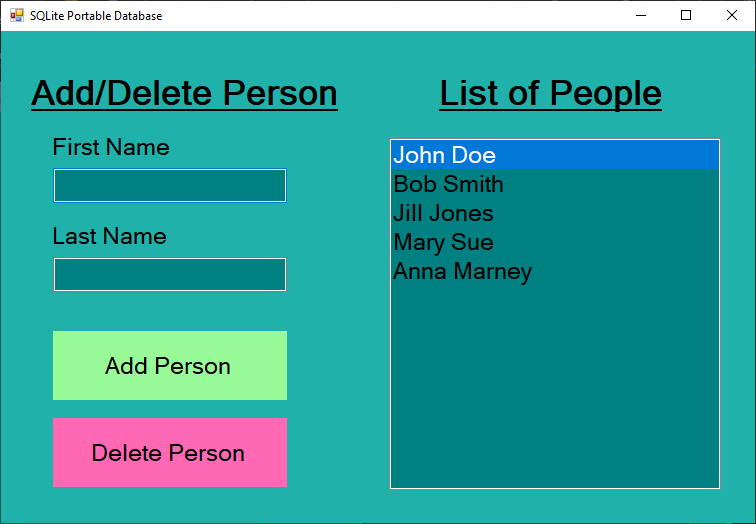 SQLite Portable Database
Add/Delete Person
First Name
Last Name
Add Person
Delete Person
List of People
John Doe
Bob Smith
Jill Jones
Mary Sue
Anna Marney